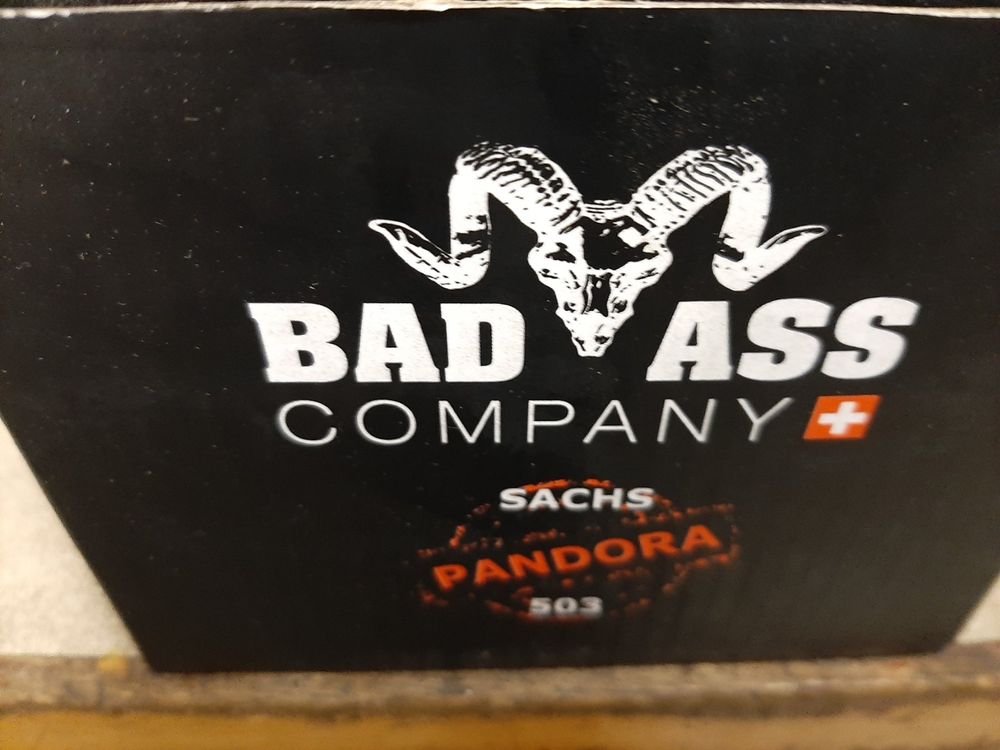 BAD ASS
COMPANY
SACHS
PANDORA
503